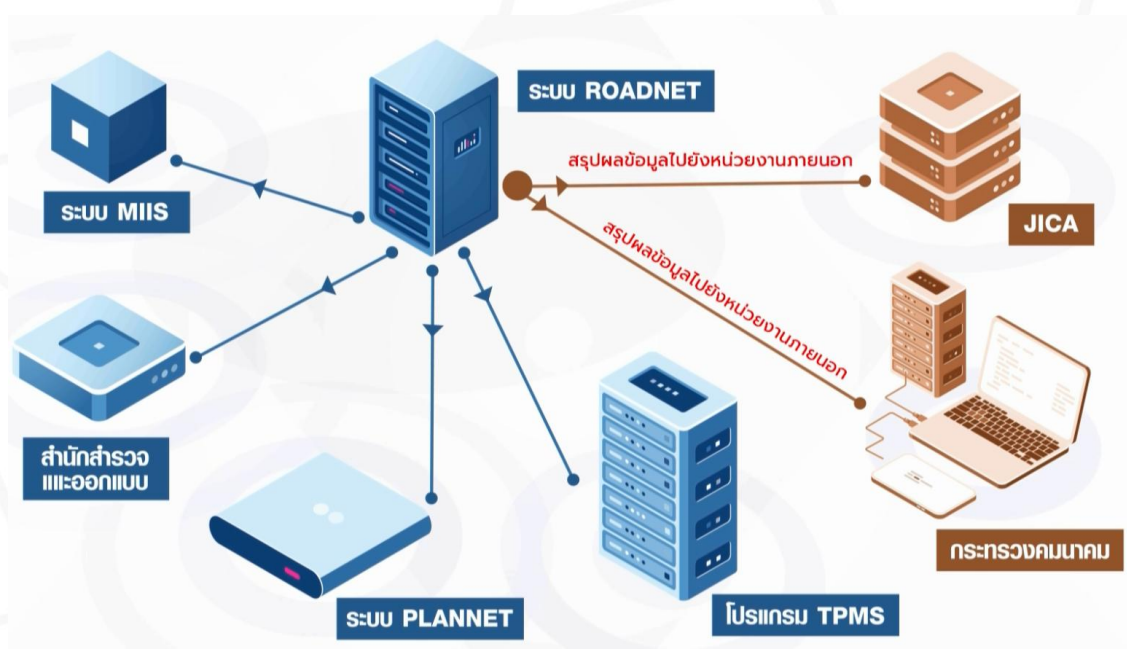 ระบบ ROADNET
สรุปผลข้อมูลไปยังหน่วยงานภายนอก
JICA
ระบบ MIIS
สรุปผลข้อมูลไปยังหน่วยงานภายนอก
สำนักสำรวจ
และออกแบบ
กระทรวงคมนาคม
ระบบ PLANNET
โปรแกรม TPMS